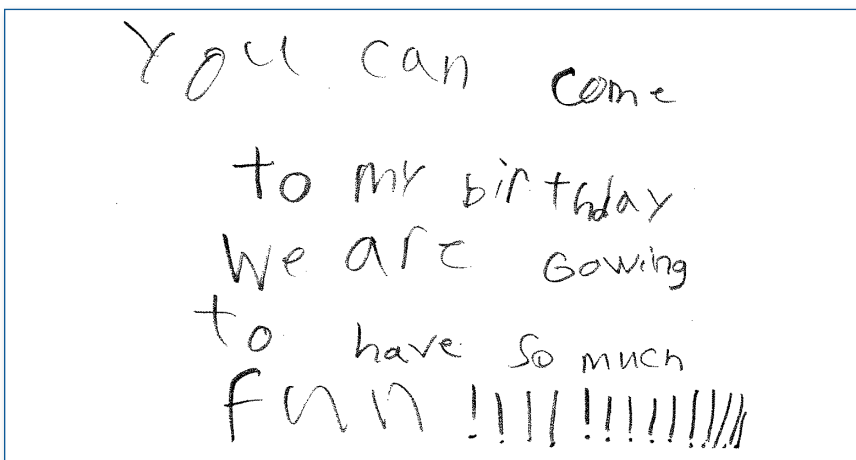 You can come
to my birthday
We are Gowing
to have so much
fun !!!!!!!!!!!!!!